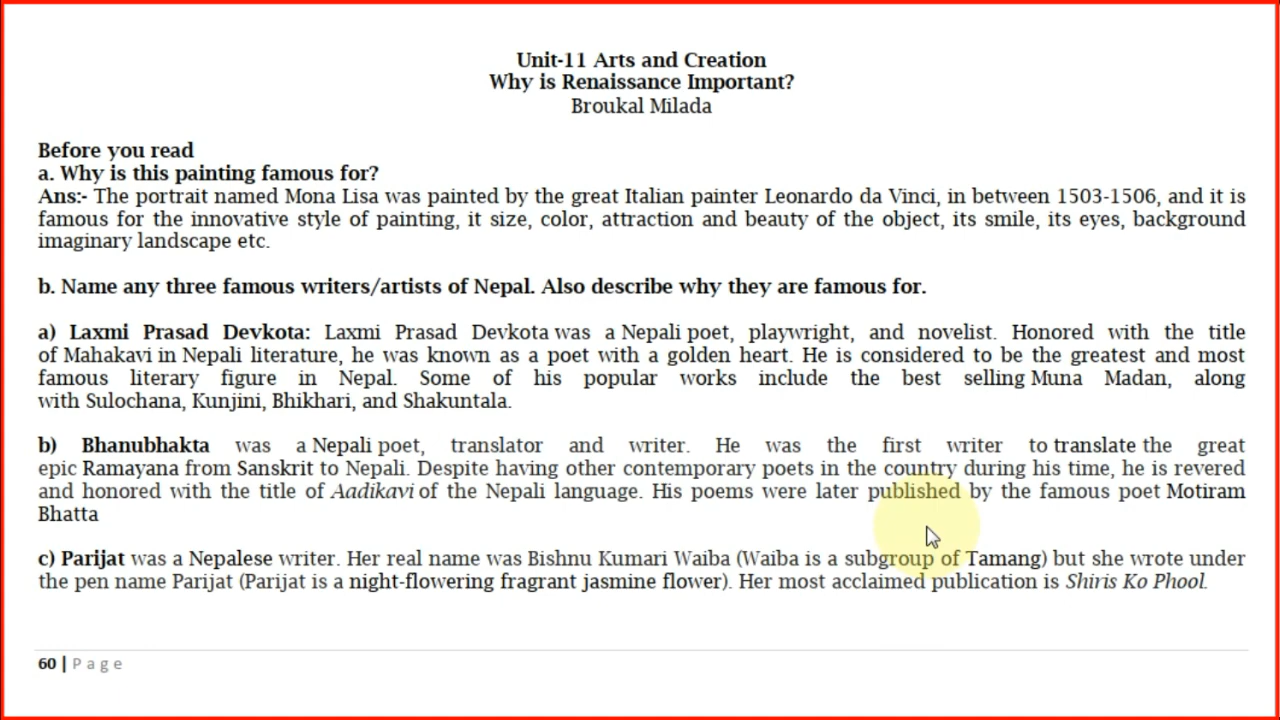 Unit-11 Arts and Creation
Why is Renaissance Important?
Broukal Milada
Before you read
a. Why is this painting famous for?
Ans:- The portrait named Mona Lisa was painted by the great Italian painter Leonardo da Vinci, in between 1503-1506, and it is
famous for the innovative style of painting, it size, color, attraction and beauty of the object, its smile, its eyes, background
imaginary landscape etc.
b. Name any three famous writers/artists of Nepal. Also describe why they are famous for.
a) Laxmi Prasad Devkota: Laxmi Prasad Devkota was a Nepali poet, playwright, and novelist. Honored with the title
of Mahakavi in Nepali literature, he was known as a poet with a golden heart. He is considered to be the greatest and most
famous literary figure in Nepal. Some of his popular works include the best selling Muna Madan, along
with Sulochana, Kunjini, Bhikhari, and Shakuntala.
b) Bhanubhakta was a Nepali poet, translator and writer. He was the first writer to translate the great
epic Ramayana from Sanskrit to Nepali. Despite having other contemporary poets in the country during his time, he is revered
and honored with the title of Aadikavi of the Nepali language. His poems were later published by the famous poet Motiram
Bhatta
c) Parijat was a Nepalese writer. Her real name was Bishnu Kumari Waiba (Waiba is a subgroup of Tamang) but she wrote under
the pen name Parijat (Parijat is a night-flowering fragrant jasmine flower). Her most acclaimed publication is Shiris Ko Phool.
60 | Page